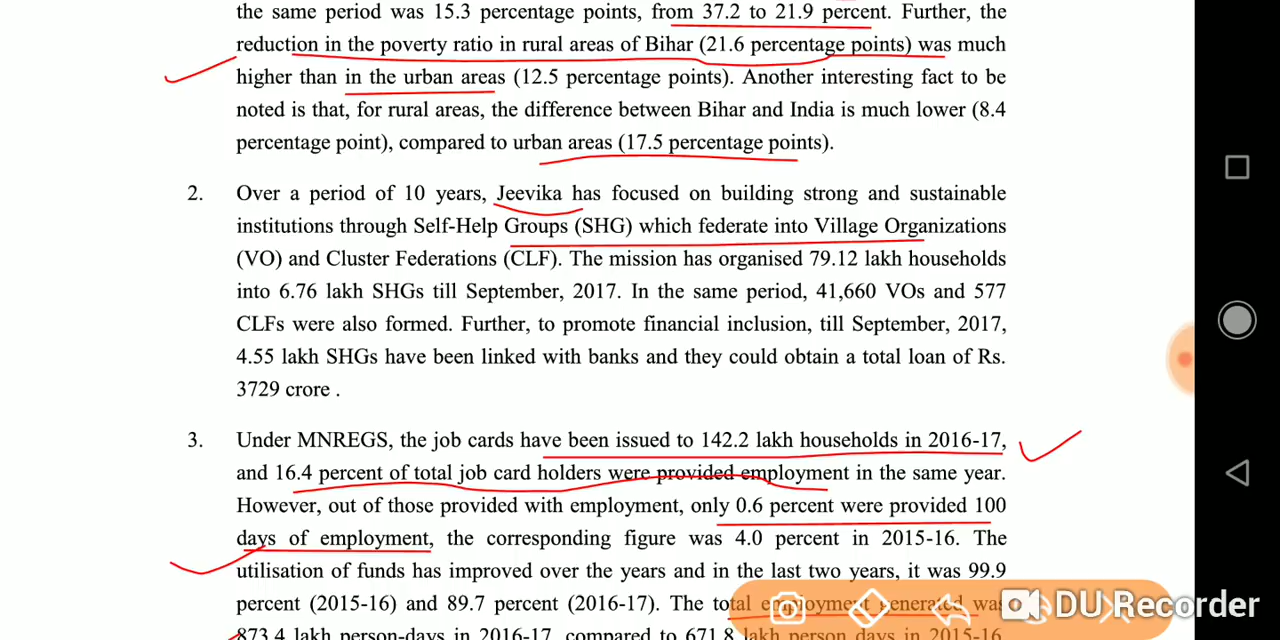 the same period was 15.3 percentage points, from 37.2 to 21.9 percent. Further, the
reduction in the poverty ratio in rural areas of Bihar (21.6 percentage points) was much
higher than in the urban areas (12.5 percentage points). Another interesting fact to be
noted is that, for rural areas, the difference between Bihar and India is much lower (8.4
percentage point), compared to urban areas (17.5 percentage points).
2. Over a period of 10 years, Jeevika has focused on building strong and sustainable
institutions through Self-Help Groups (SHG) which federate into Village Organizations
(VO) and Cluster Federations (CLF). The mission has organised 79.12 lakh households
into 6.76 lakh SHGs till September, 2017. In the same period, 41,660 VOs and 577
CLFs were also formed. Further, to promote financial inclusion, till September, 2017,
4.55 lakh SHGs have been linked with banks and they could obtain a total loan of Rs.
3729 crore .
3. Under MNREGS, the job cards have been issued to 142.2 lakh households in 2016-17,
and 16.4 percent of total job card holders were provided employment in the same year.
However, out of those provided with employment, only 0.6 percent were provided 100
days of employment, the corresponding figure was 4.0 percent in 2015-16. The
utilisation of funds has improved over the years and in the last two years, it was 99.9
percent (2015-16) and 89.7 percent (2016-17). The total employment generated was
873.4 lakh person-days in 2016-17, compared to 671.8 lakh person days in 2015-16.
DU Recorder